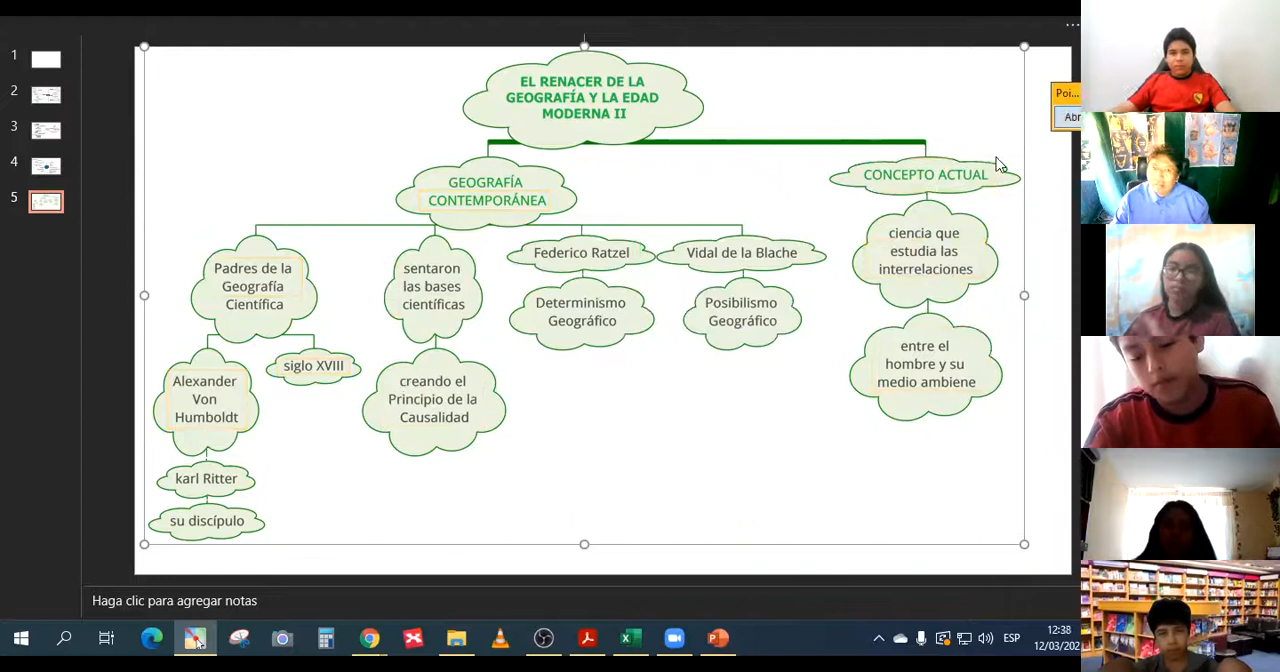 1
2
3
4
5
EL RENACER DE LA
GEOGRAFÍA Y LA EDAD
MODERNA II
GEOGRAFÍA
CONTEMPORÁNEA
CONCEPTO ACTUAL
Padres de la
Geografía
Científica
sentaron
las bases
científicas
Federico Ratzel
Vidal de la Blache
ciencia que
estudia las
interrelaciones
Determinismo
Geográfico
Posibilismo
Geográfico
Alexander
Von
Humboldt
siglo XVIII
creando el
Principio de la
Causalidad
entre el
hombre y su
medio ambiene
karl Ritter
su discípulo
Poi...
Abr
Haga clic para agregar notas
ESP
12:38
12/03/202